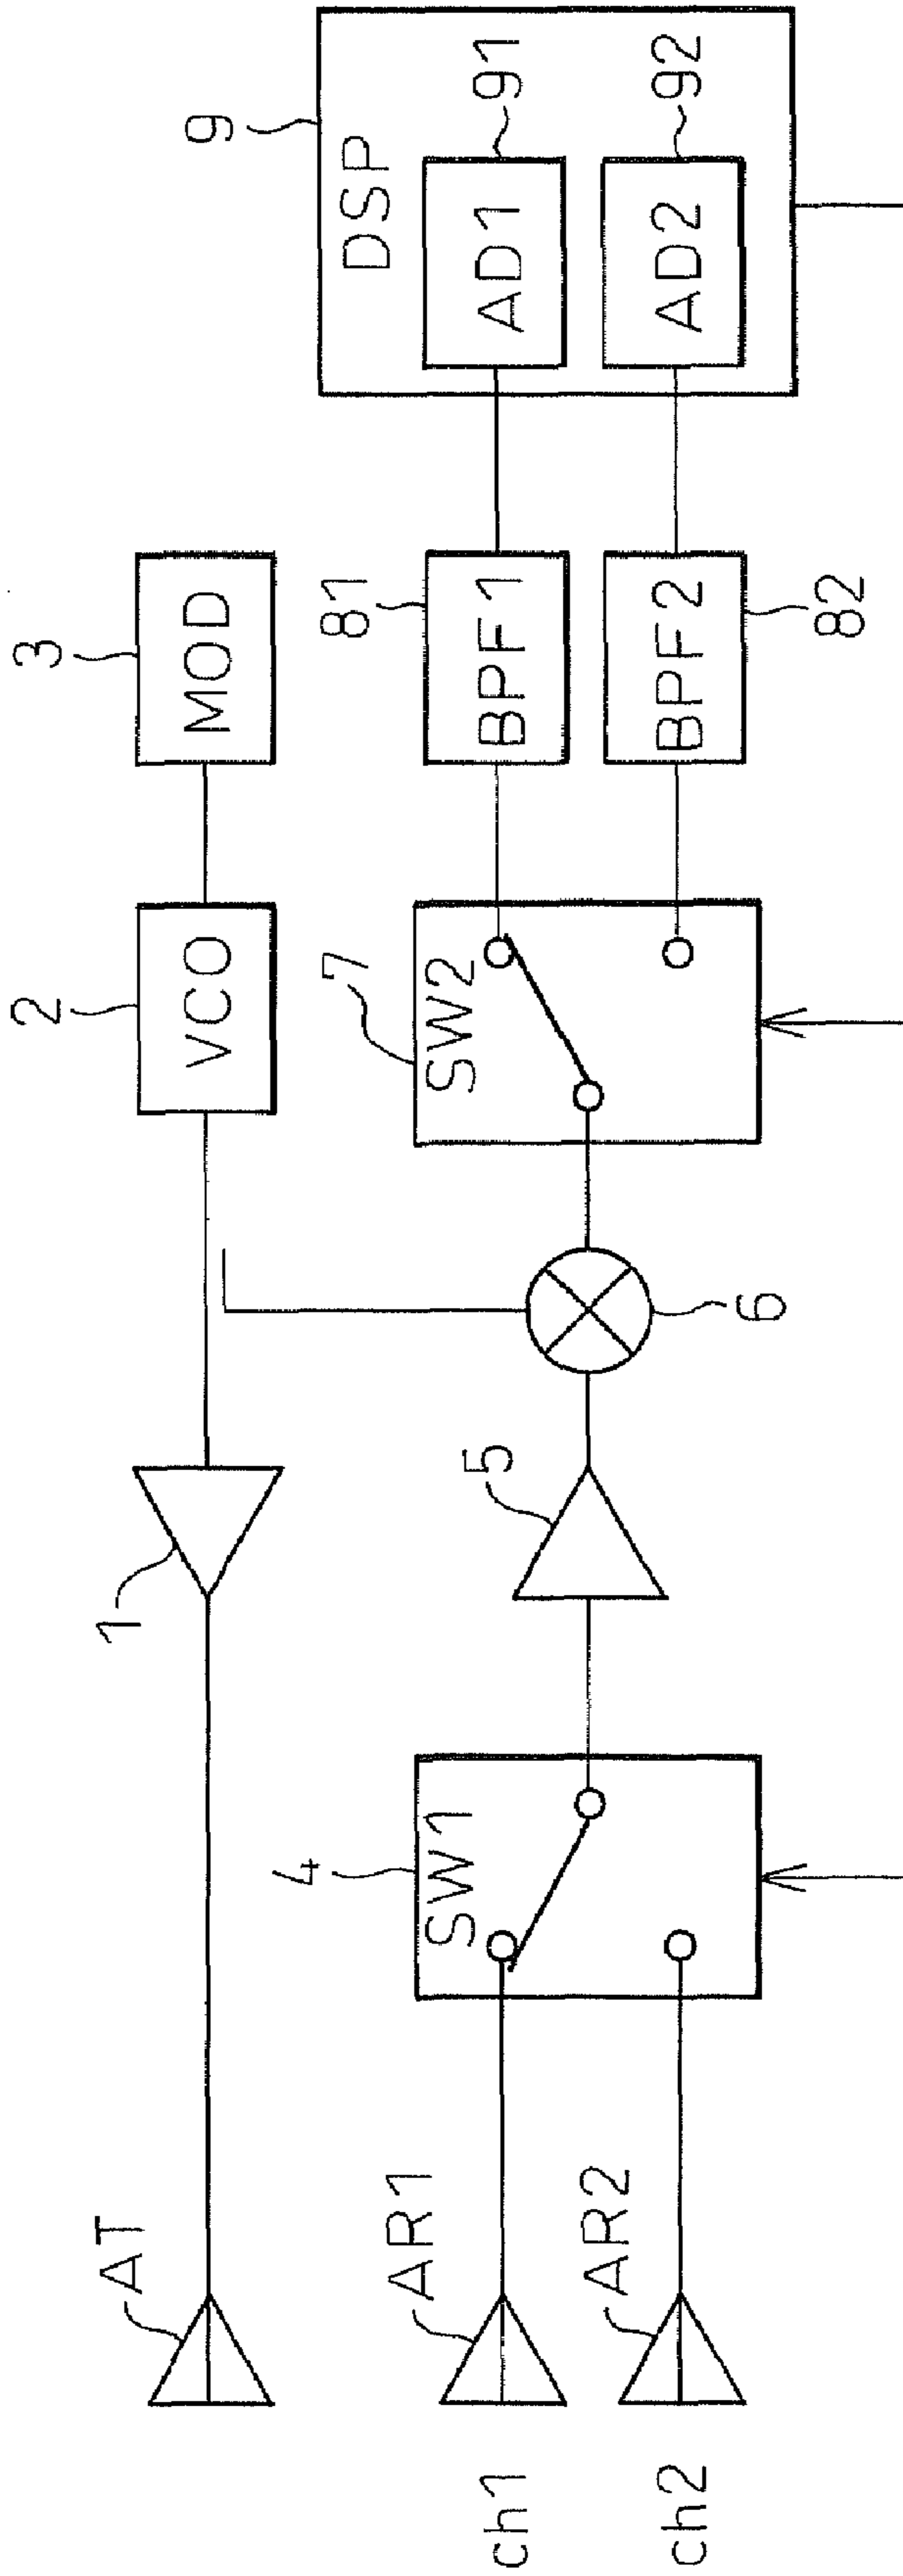 AT
1
2
VCO
3
MOD
9
DSP
ch1
AR1
4
SW1
5
6
7
SW2
81
BPF1
AD1
91
ch2
AR2
BPF2
82
AD2
92